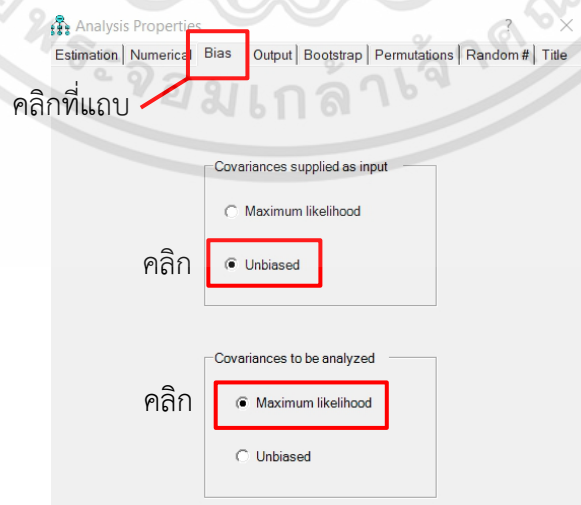 Analysis Properties ? ×
Estimation Numerical Bias Output Bootstrap Permutations Random # Title
คลิกที่แถบ
Covariances supplied as input
Maximum likelihood
คลิก Unbiased
Covariances to be analyzed
คลิก Maximum likelihood
Unbiased